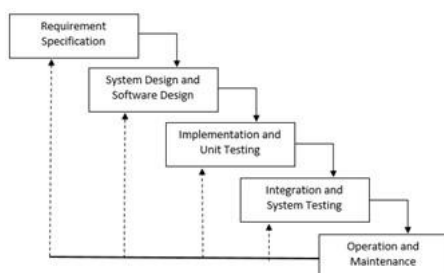 Requirement
Specification
System Design and
Software Design
Implementation and
Unit Testing
Integration and
System Testing
Operation and
Maintenance